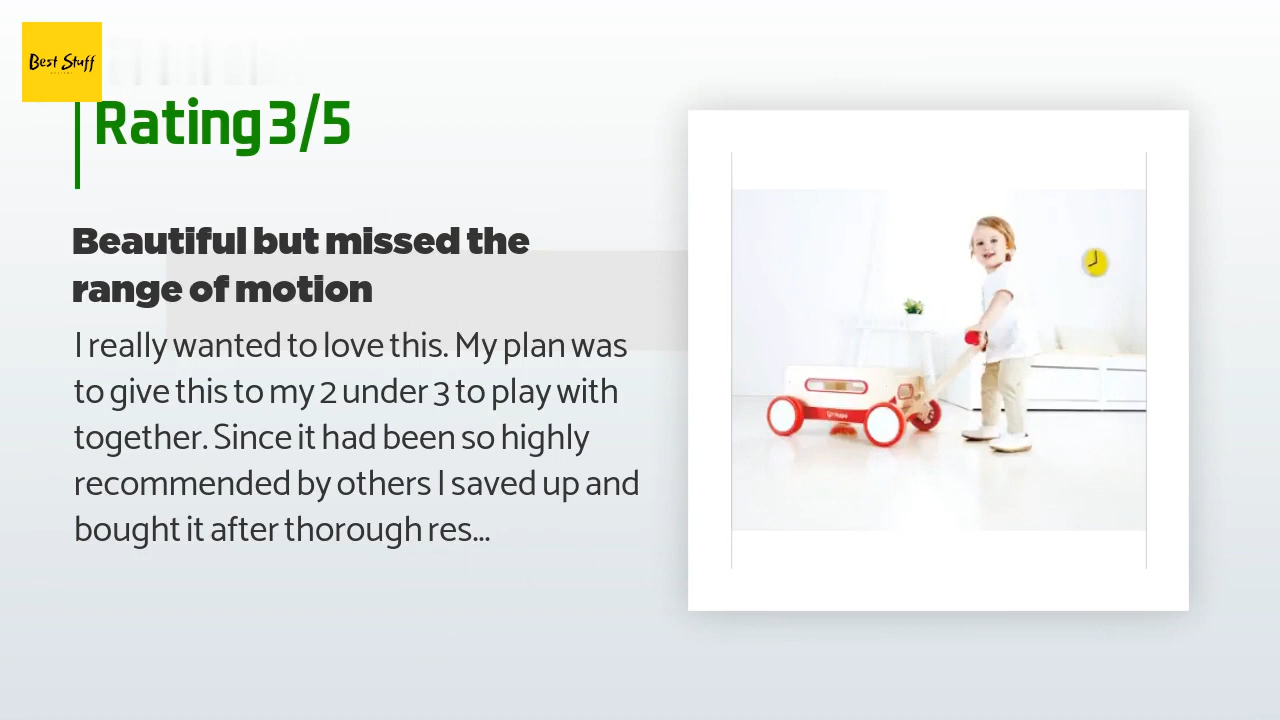 Best Stuff
Rating 3/5
Beautiful but missed the
range of motion
I really wanted to love this. My plan was
to give this to my 2 under 3 to play with
together. Since it had been so highly
recommended by others I saved up and
bought it after thorough res...
Hape